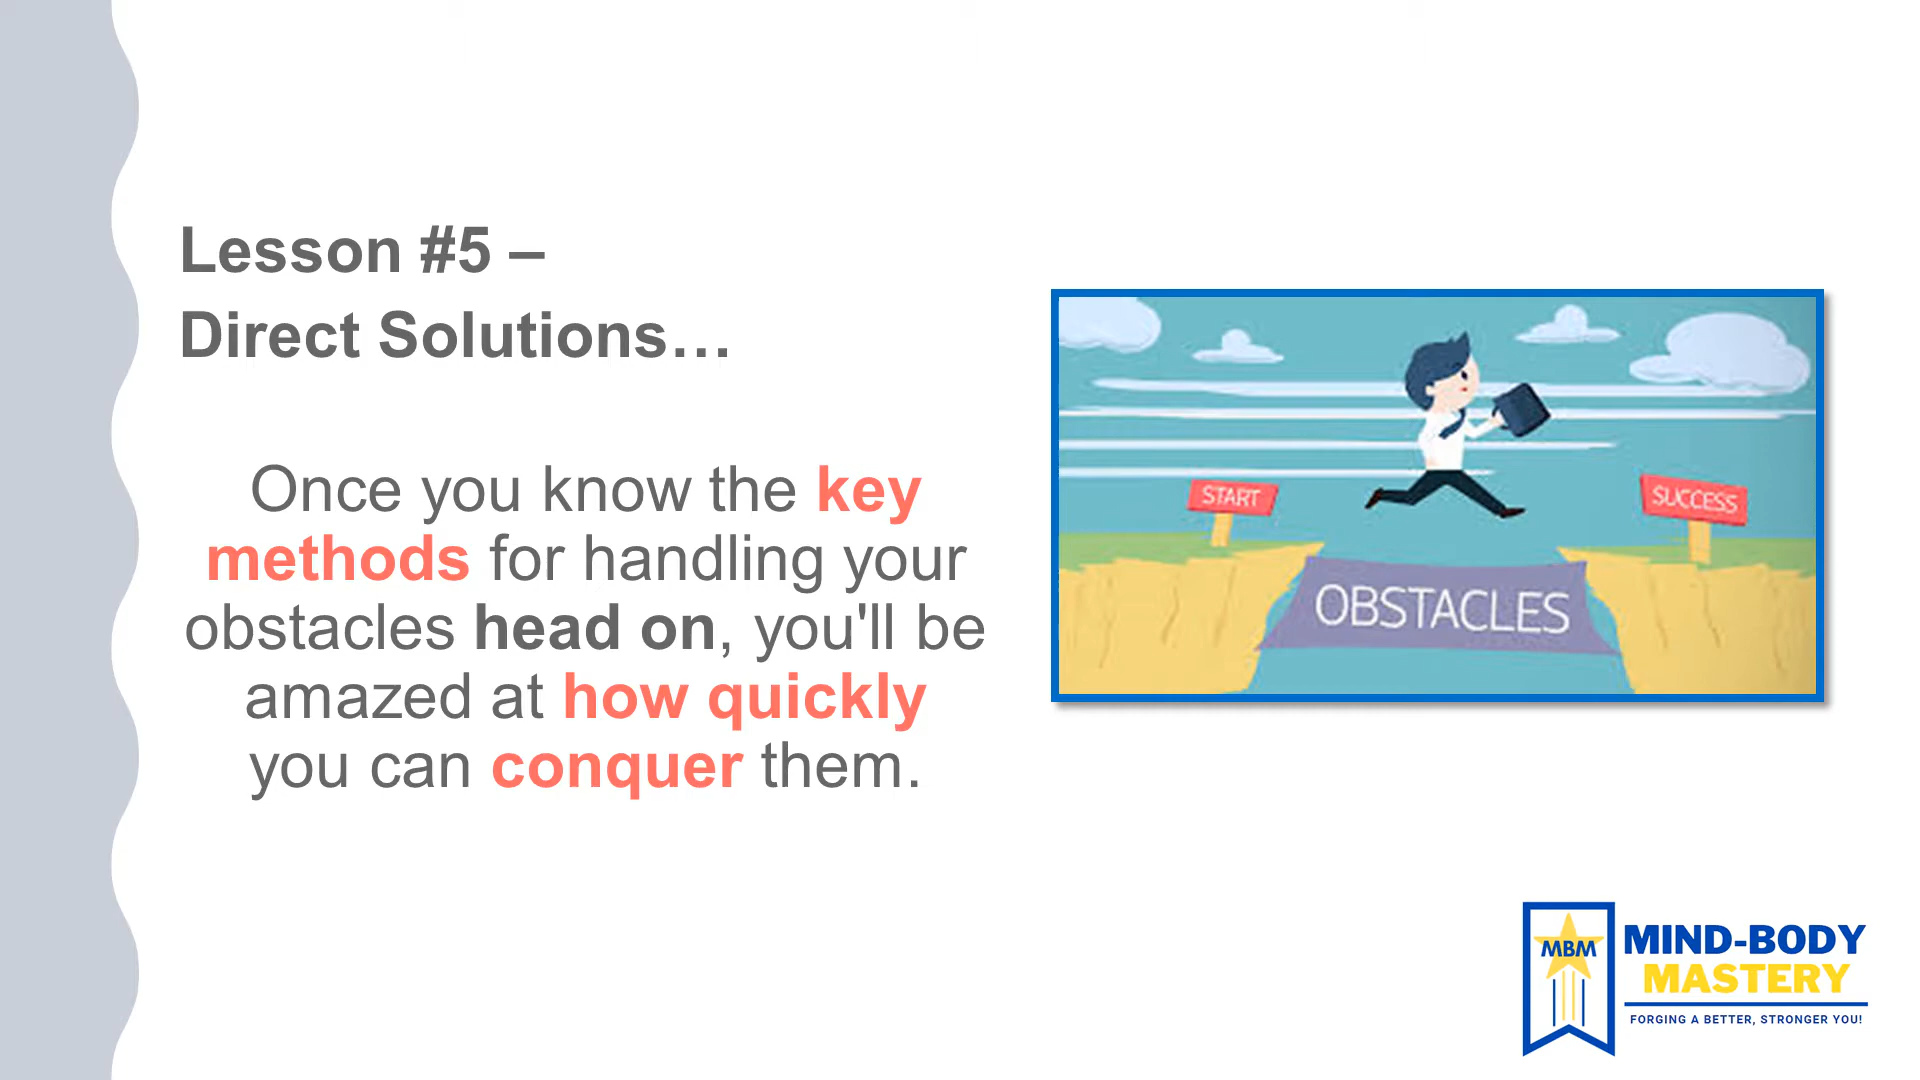 Lesson #5 –
Direct Solutions…
Once you know the key
methods for handling your
obstacles head on, you'll be
amazed at how quickly
you can conquer them.
START
SUCCESS
OBSTACLES
MBM
MIND-BODY
MASTERY
FORGING A BETTER, STRONGER YOU!